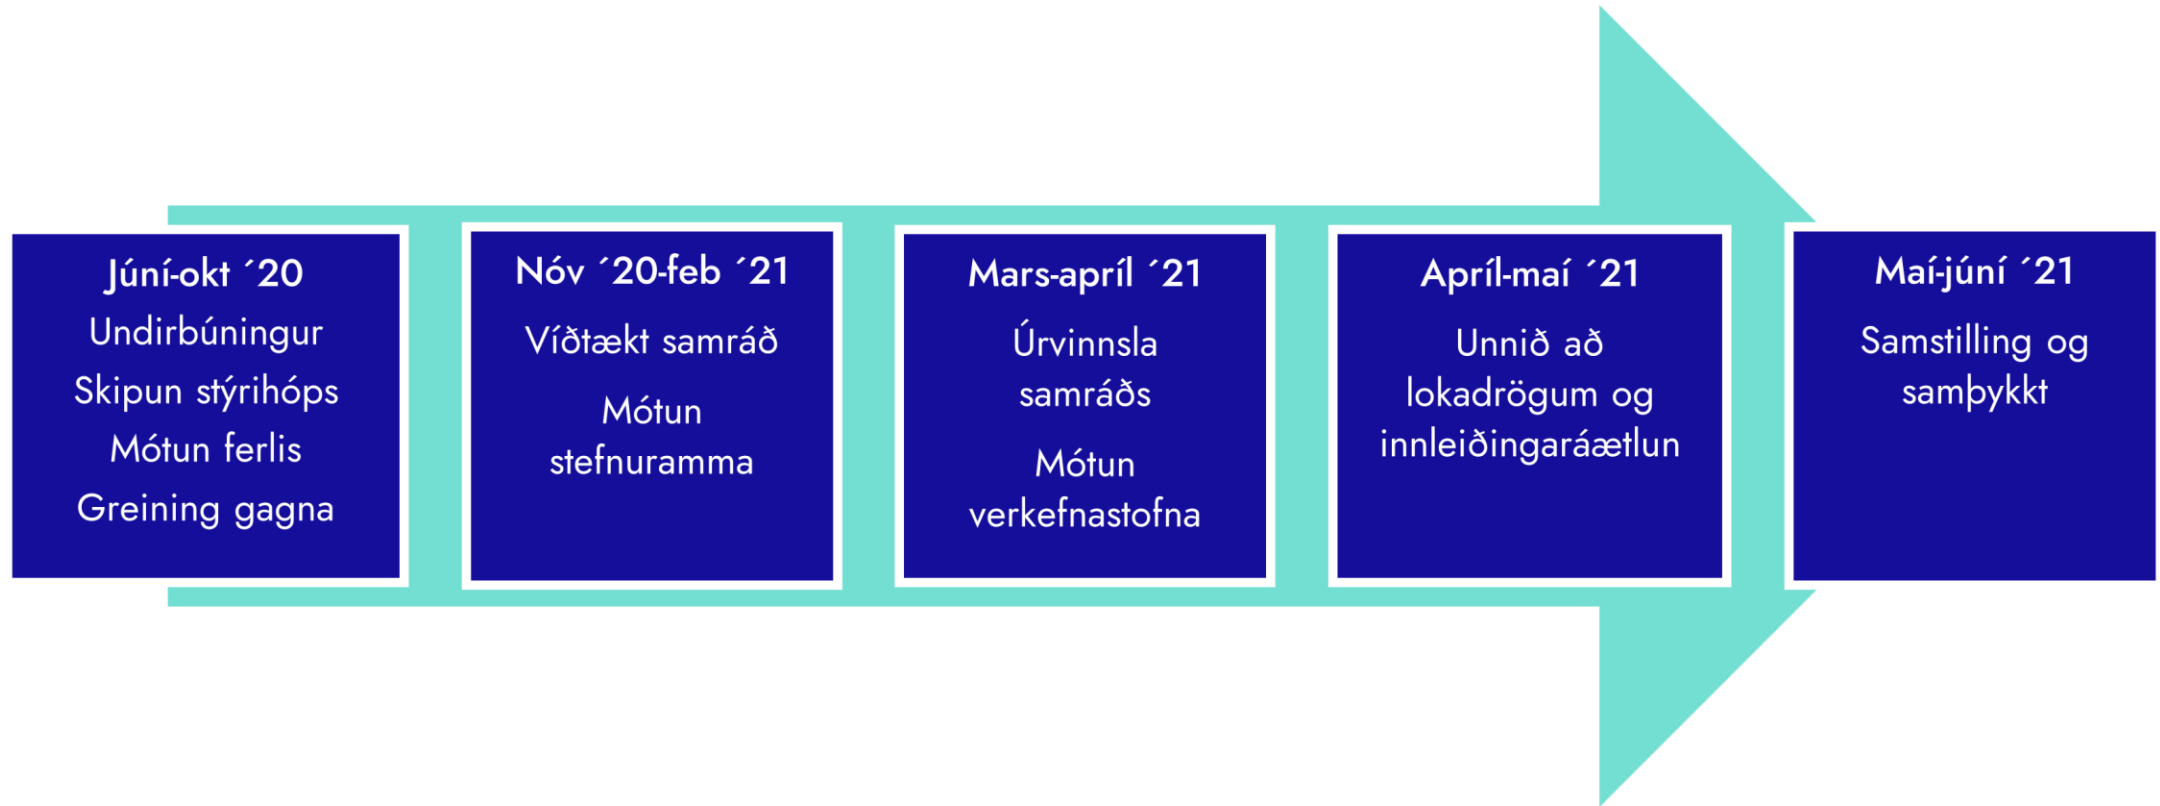 Júní-okt ´20
Undirbúningur
Skipun stýrihóps
Mótun ferlis
Greining gagna
Nóv ´20-feb ´21
Víðtækt samráð
Mótun
stefnuramma
Mars-apríl ´21
Úrvinnsla
samráðs
Mótun
verkefnastofna
Apríl-maí ´21
Unnið að
lokadrögum og
innleiðingaráætlun
Maí-júní ´21
Samstilling og
samþykkt